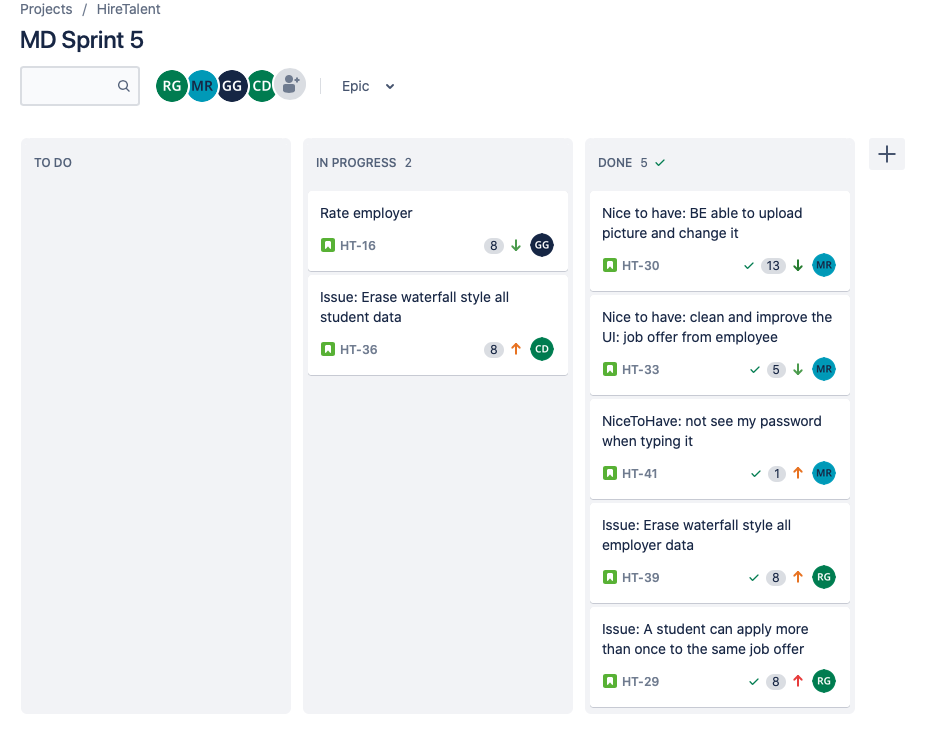 Projects / HireTalent
MD Sprint 5
RG MR GG CD Epic
TO DO
IN PROGRESS 2
Rate employer
HT-16 8 GG
Issue: Erase waterfall style all
student data
HT-36 8 CD
DONE 5
Nice to have: BE able to upload
picture and change it
HT-30 13 MR
Nice to have: clean and improve the
UI: job offer from employee
HT-33 5 MR
NiceToHave: not see my password
when typing it
HT-41 1 MR
Issue: Erase waterfall style all
employer data
HT-39 8 RG
Issue: A student can apply more
than once to the same job offer
HT-29 8 RG